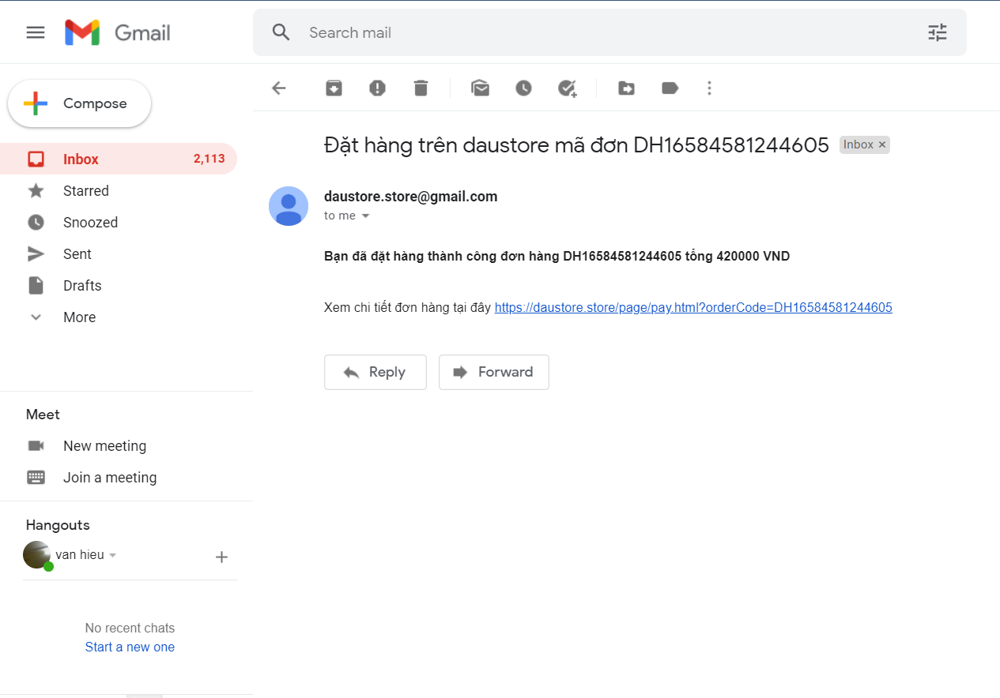 Gmail
Search mail
Compose
Inbox 2,113
Starred
Snoozed
Sent
Drafts
More
Meet
New meeting
Join a meeting
Hangouts
van hieu
No recent chats
Start a new one
Đặt hàng trên daustore mã đơn DH16584581244605 Inbox ×
daustore.store@gmail.com
to me
Bạn đã đặt hàng thành công đơn hàng DH16584581244605 tổng 420000 VND
Xem chi tiết đơn hàng tại đây https://daustore.store/page/pay.html?orderCode=DH16584581244605
Reply Forward